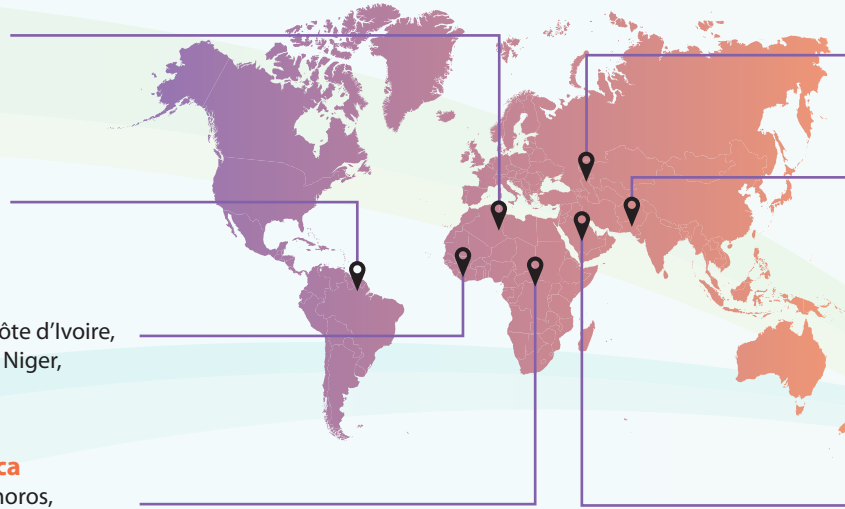 ôte d’Ivoire,
Niger,
ca
noros,